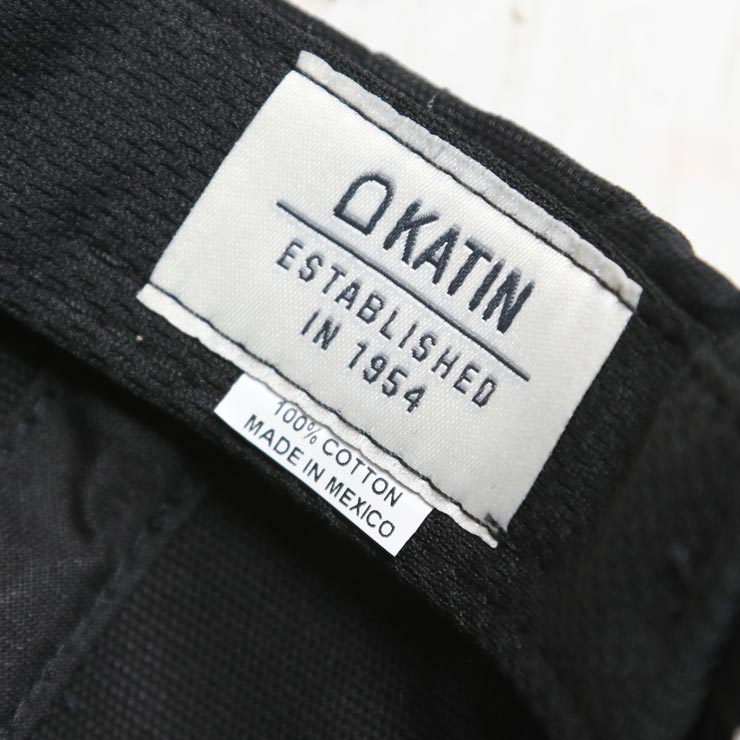 KATIN
ESTABLISHED
IN 1954
100% COTTON
MADE IN MEXICO